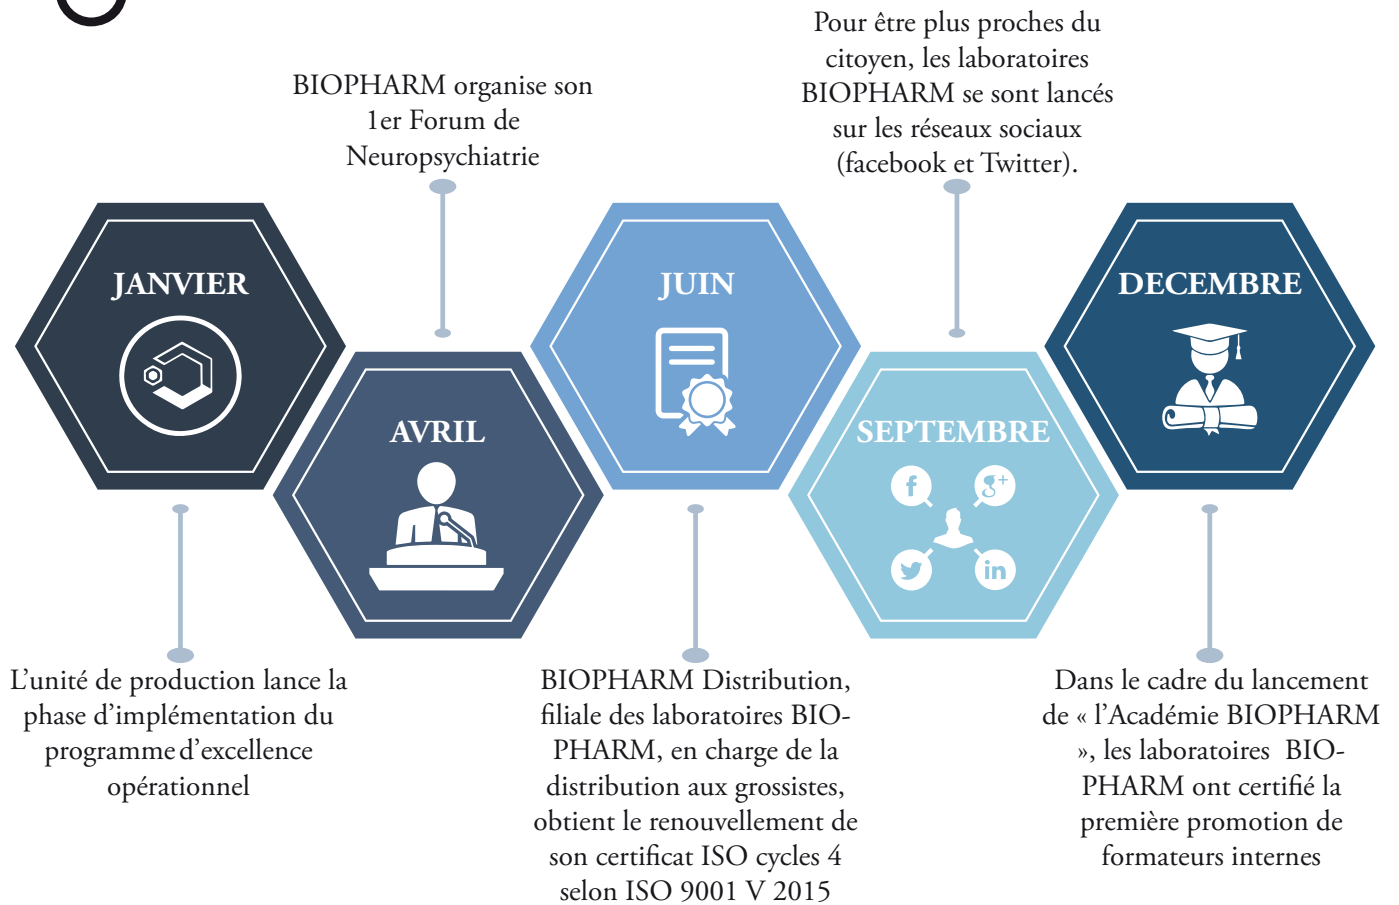 BIOPHARM organise son
1er Forum de
Neuropsychiatrie
Pour être plus proches du
citoyen, les laboratoires
BIOPHARM se sont lancés
sur les réseaux sociaux
(facebook et Twitter).
JANVIER
AVRIL
JUIN
SEPTEMBRE
DECEMBRE
L’unité de production lance la
phase d’implémentation du
programme d’excellence
opérationnel
BIOPHARM Distribution,
filiale des laboratoires BIO-
PHARM, en charge de la
distribution aux grossistes,
obtient le renouvellement de
son certificat ISO cycles 4
selon ISO 9001 V 2015
Dans le cadre du lancement
de « l’Académie BIOPHARM
», les laboratoires BIO-
PHARM ont certifié la
première promotion de
formateurs internes